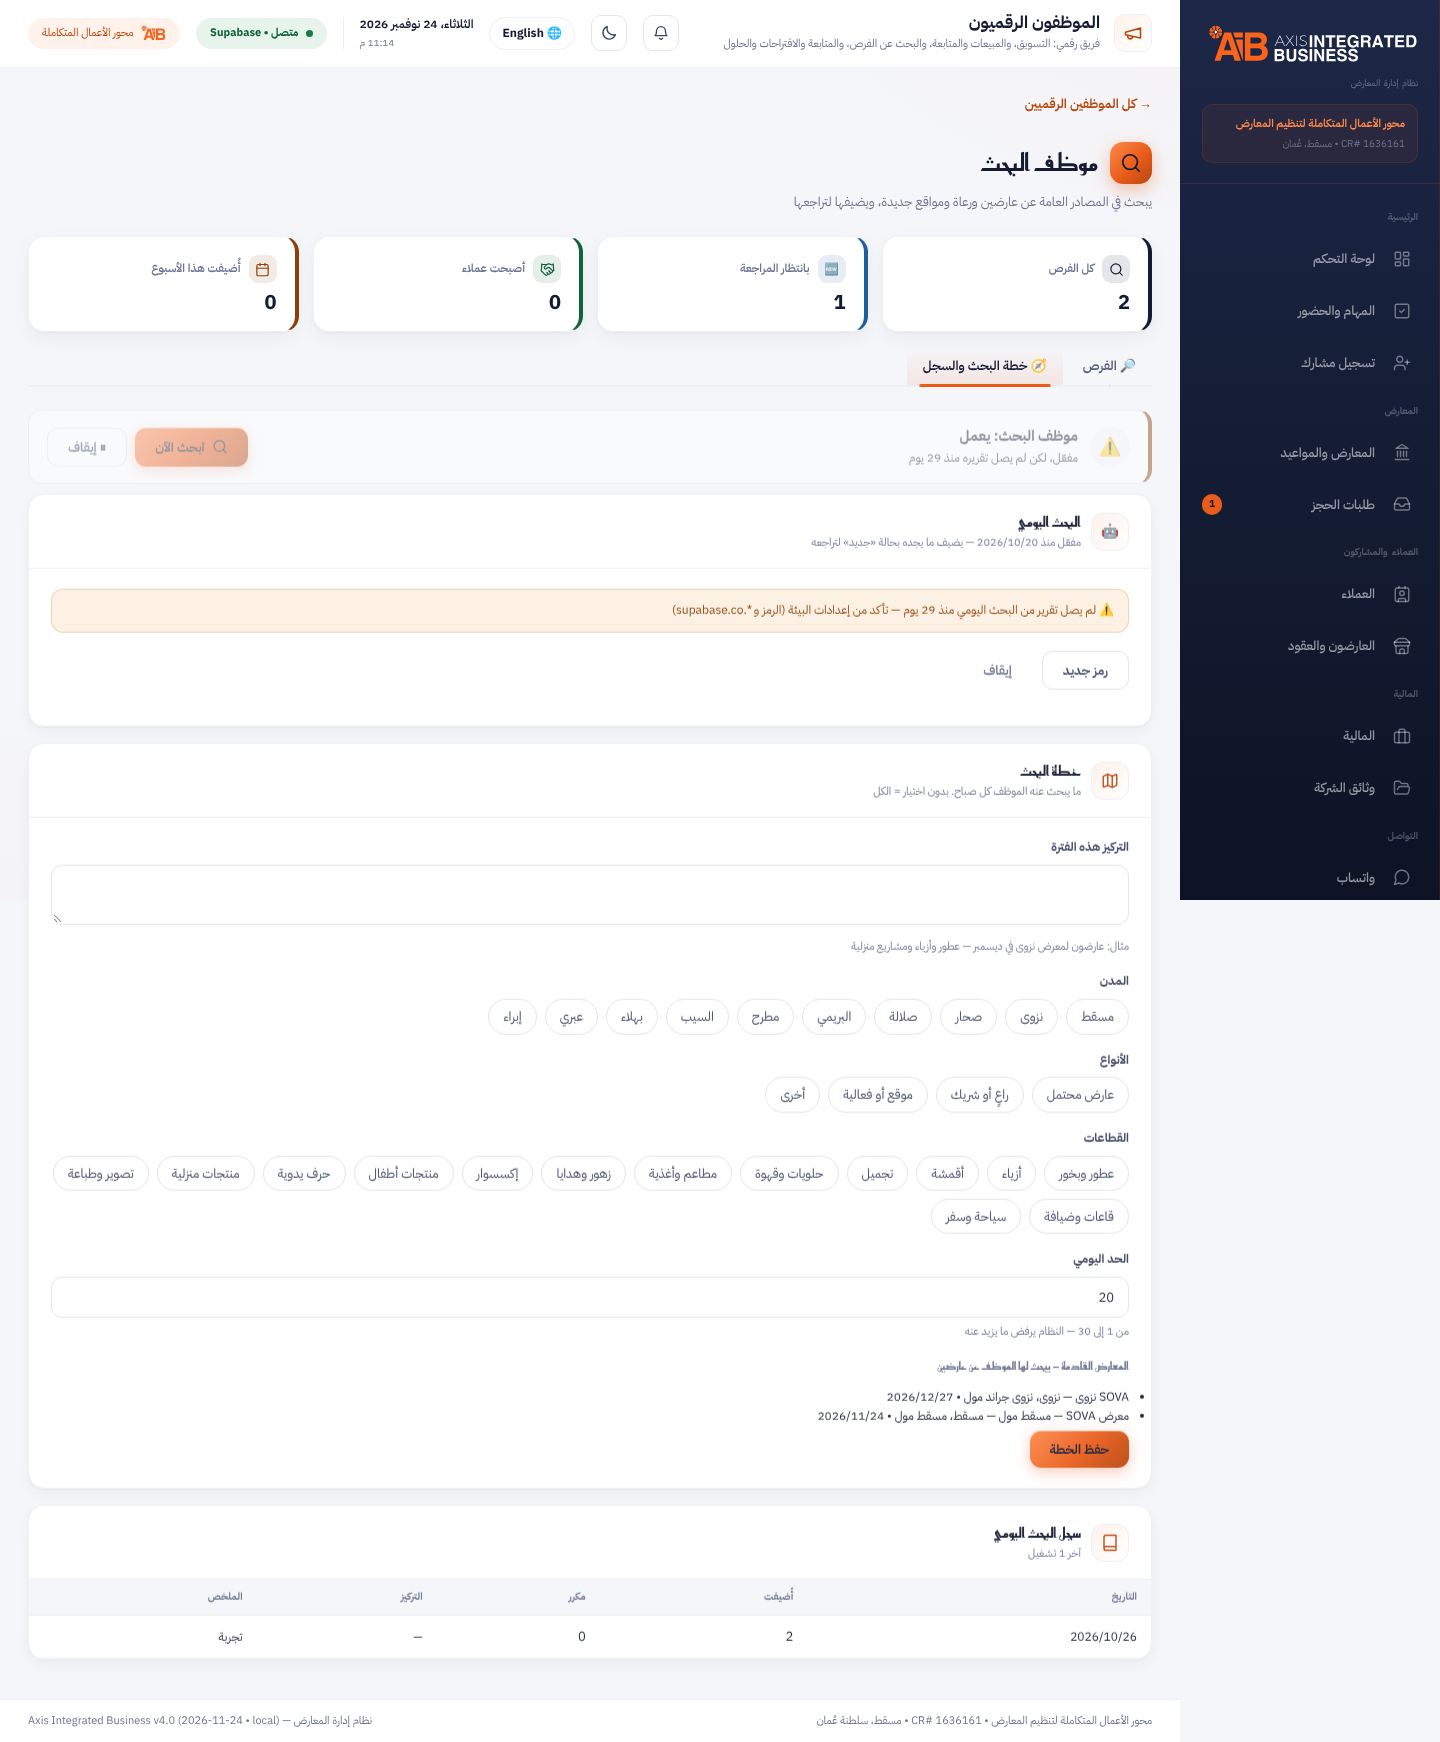 AiB AXIS INTEGRATED BUSINESS
نظام إدارة المعارض
محور الأعمال المتكاملة لتنظيم المعارض
CR# 1636161 • مسقط، عُمان
الرئيسية
لوحة التحكم
المهام والحضور
تسجيل مشارك
المعارض
المعارض والمواعيد
طلبات الحجز
1
العملاء والمشاركون
العملاء
العارضون والعقود
المالية
المالية
وثائق الشركة
التواصل
واتساب
الموظفون الرقميون
فريق رقمي: التسويق، والمبيعات والمتابعة، والبحث عن الفرص، والمتابعة والاقتراحات والحلول
🌐 English
الثلاثاء، 24 نوفمبر 2026
11:14 م
متصل • Supabase
AiB محور الأعمال المتكاملة
→ كل الموظفين الرقميين
موظف البحث
يبحث في المصادر العامة عن عارضين ورعاة ومواقع جديدة، ويضيفها لتراجعها
كل الفرص
2
🆕 بانتظار المراجعة
1
أصبحت عملاء
0
أُضيفت هذا الأسبوع
0
🔎 الفرص
🧭 خطة البحث والسجل
⚠️ موظف البحث: يعمل
مفعّل، لكن لم يصل تقريره منذ 29 يوم
ابحث الآن
⏸ إيقاف
🤖 البحث اليومي
مفعّل منذ 2026/10/20 — يضيف ما يجده بحالة «جديد» لتراجعه
⚠️ لم يصل تقرير من البحث اليومي منذ 29 يوم — تأكد من إعدادات البيئة (الرمز و *.supabase.co)
رمز جديد
إيقاف
خطة البحث
ما يبحث عنه الموظف كل صباح. بدون اختيار = الكل
التركيز هذه الفترة
مثال: عارضون لمعرض نزوى في ديسمبر — عطور وأزياء ومشاريع منزلية
المدن
مسقط
نزوى
صحار
صلالة
البريمي
مطرح
السيب
بهلاء
عبري
إبراء
الأنواع
عارض محتمل
راعٍ أو شريك
موقع أو فعالية
أخرى
القطاعات
عطور وبخور
أزياء
أقمشة
تجميل
حلويات وقهوة
مطاعم وأغذية
زهور وهدايا
إكسسوار
منتجات أطفال
حرف يدوية
منتجات منزلية
تصوير وطباعة
قاعات وضيافة
سياحة وسفر
الحد اليومي
20
من 1 إلى 30 — النظام يرفض ما يزيد عنه
المعارض القادمة — يبحث لها الموظف عن عارضين
• SOVA نزوى — نزوى، نزوى جراند مول • 2026/12/27
• معرض SOVA — مسقط مول — مسقط، مسقط مول • 2026/11/24
حفظ الخطة
سجل البحث اليومي
آخر 1 تشغيل
التاريخ
أُضيفت
مكرر
التركيز
الملخص
2026/10/26
2
0
—
تجربة
محور الأعمال المتكاملة لتنظيم المعارض • CR# 1636161 • مسقط، سلطنة عُمان
نظام إدارة المعارض — Axis Integrated Business v4.0 (2026-11-24 • local)